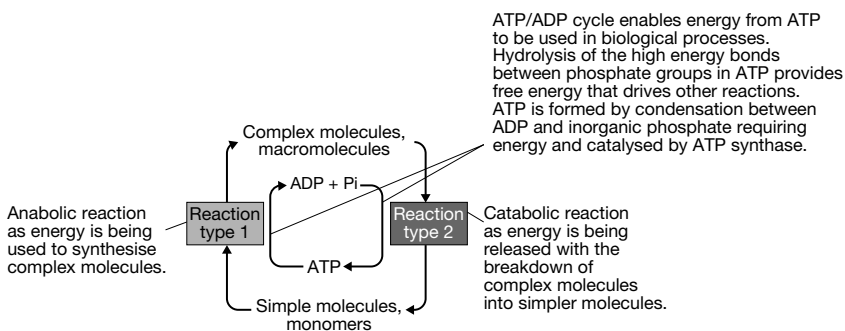 ATP/ADP cycle enables energy from ATP
to be used in biological processes.
Hydrolysis of the high energy bonds
between phosphate groups in ATP provides
free energy that drives other reactions.
ATP is formed by condensation between
ADP and inorganic phosphate requiring
energy and catalysed by ATP synthase.
Complex molecules,
macromolecules
ADP + Pi
Anabolic reaction
as energy is being
used to synthesise
complex molecules.
Reaction
type 1
Reaction
type 2
Catabolic reaction
as energy is being
released with the
breakdown of
complex molecules
into simpler molecules.
ATP
Simple molecules,
monomers